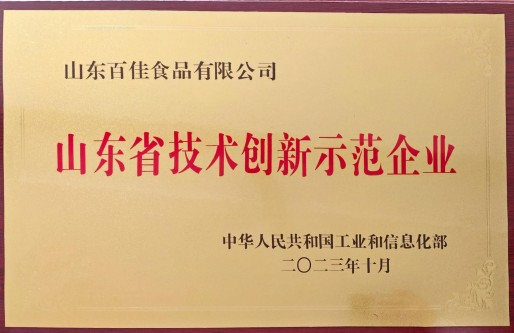 山东百佳食品有限公司
山东省技术创新示范企业
中华人民共和国工业和信息化部
二〇二三年十月